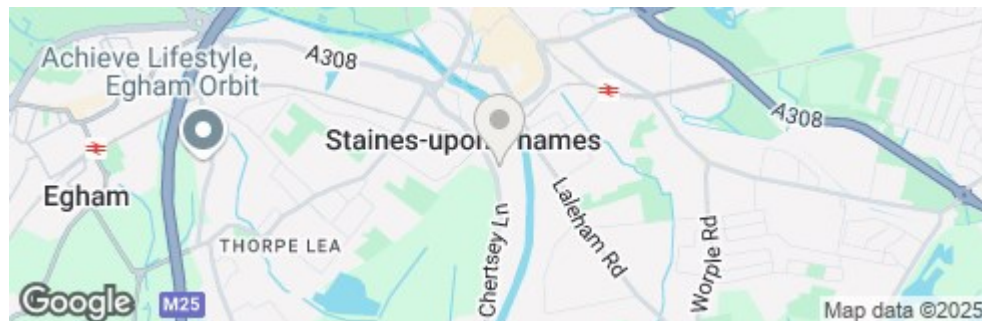 Achieve Lifestyle,
Egham Orbit
A308
A308
Staines-upon names
Egham
THORPE LEA
Chertsey Ln
Laleham Rd
Worple Rd
M25
Google
Map data ©2025